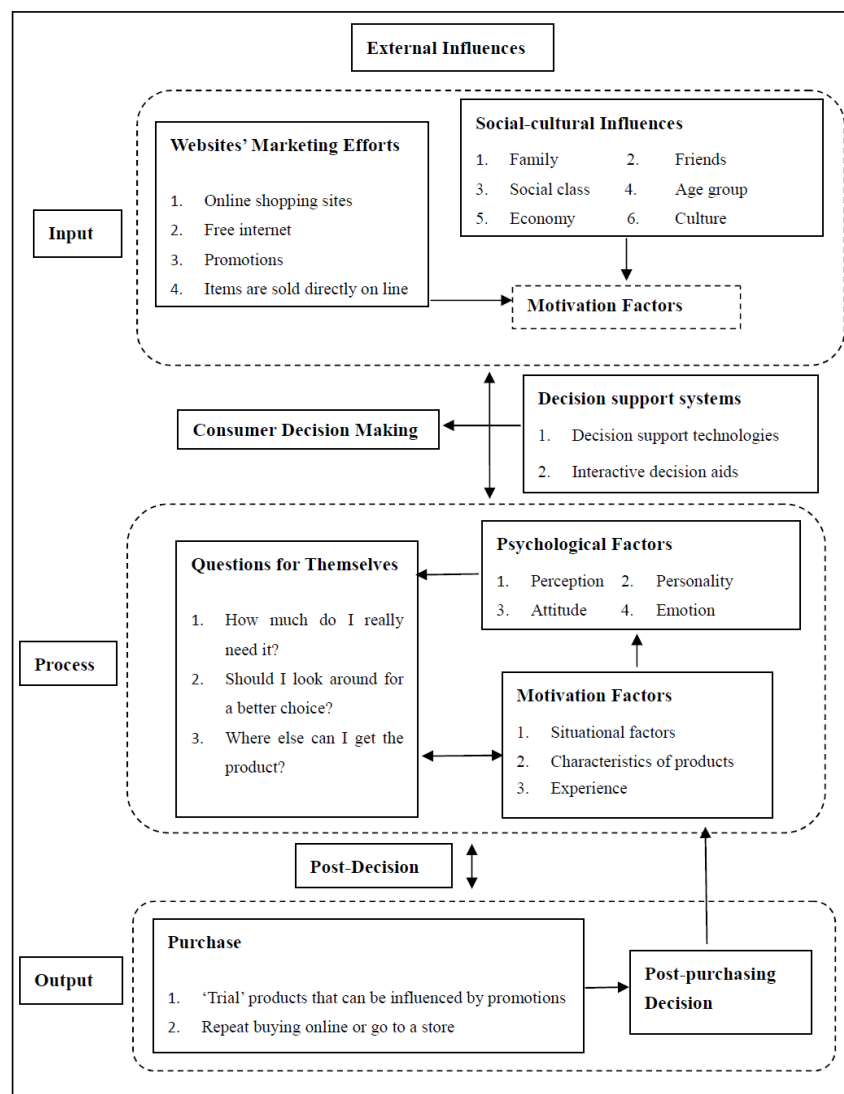 External Influences
Input
Websites’ Marketing Efforts
1. Online shopping sites
2. Free internet
3. Promotions
4. Items are sold directly on line
Social-cultural Influences
1. Family 2. Friends
3. Social class 4. Age group
5. Economy 6. Culture
Motivation Factors
Consumer Decision Making
Decision support systems
1. Decision support technologies
2. Interactive decision aids
Process
Questions for Themselves
1. How much do I really
need it?
2. Should I look around for
a better choice?
3. Where else can I get the
product?
Psychological Factors
1. Perception 2. Personality
3. Attitude 4. Emotion
Motivation Factors
1. Situational factors
2. Characteristics of products
3. Experience
Post-Decision
Output
Purchase
1. ‘Trial’ products that can be influenced by promotions
2. Repeat buying online or go to a store
Post-purchasing
Decision